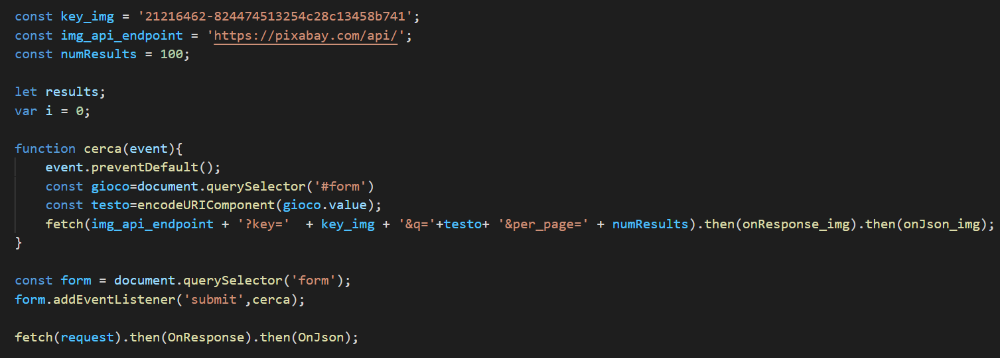 const key_img = '21216462-824474513254c28c13458b741';
const img_api_endpoint = 'https://pixabay.com/api/';
const numResults = 100;
let results;
var i = 0;
function cerca(event){
event.preventDefault();
const gioco=document.querySelector('#form')
const testo=encodeURIComponent(gioco.value);
fetch(img_api_endpoint + '?key='  + key_img + '&q='+testo+ '&per_page=' + numResults).then(onResponse_img).then(onJson_img);
}
const form = document.querySelector('form');
form.addEventListener('submit',cerca);
fetch(request).then(OnResponse).then(OnJson);